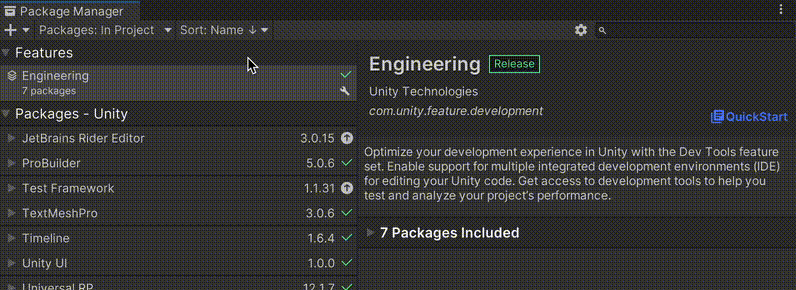 Package Manager
Packages: In Project
Sort: Name ↓
Features
Engineering
7 packages
Packages - Unity
JetBrains Rider Editor 3.0.15
ProBuilder 5.0.6
Test Framework 1.1.31
TextMeshPro 3.0.6
Timeline 1.6.4
Unity UI 1.0.0
Universal RP 12.1.7
Engineering Release
Unity Technologies
com.unity.feature.development
QuickStart
Optimize your development experience in Unity with the Dev Tools feature
set. Enable support for multiple integrated development environments (IDE)
for editing your Unity code. Get access to development tools to help you
test and analyze your project's performance.
7 Packages Included